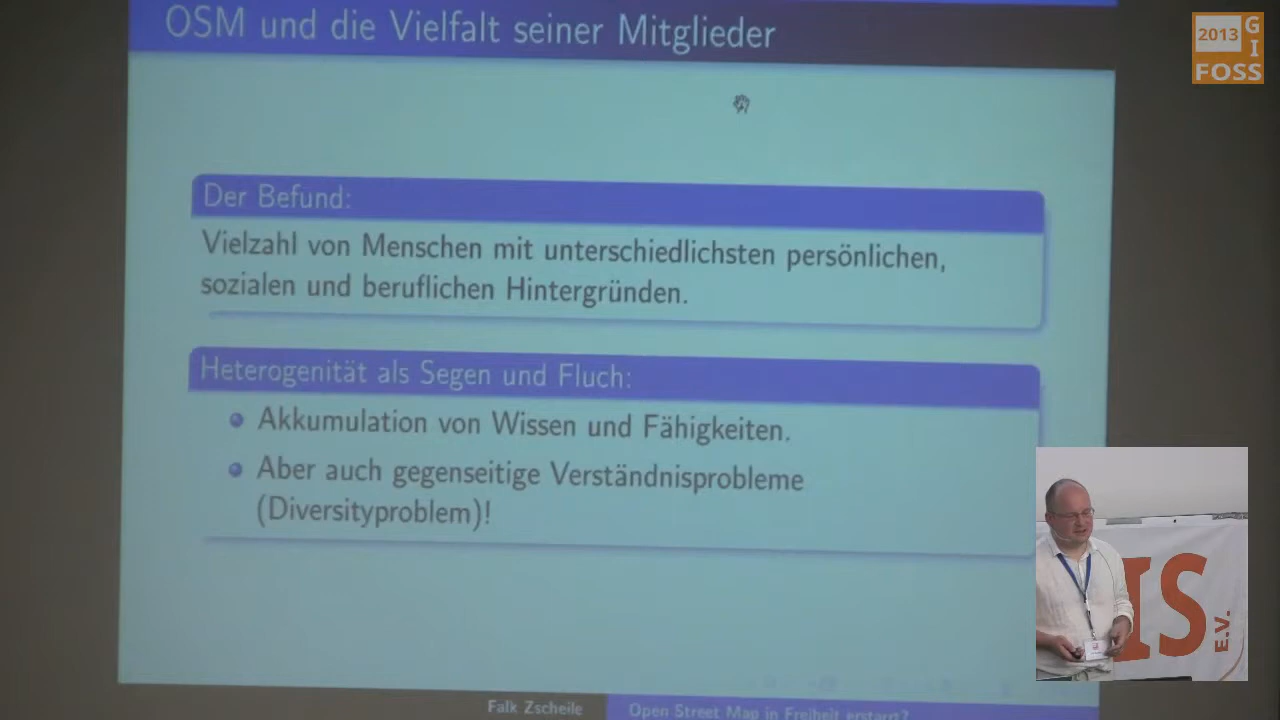 OSM und die Vielfalt seiner Mitglieder
2013 G
I
FOSS
Der Befund:
Vielzahl von Menschen mit unterschiedlichsten persönlichen,
sozialen und beruflichen Hintergründen.
Heterogenität als Segen und Fluch:
Akkumulation von Wissen und Fähigkeiten.
Aber auch gegenseitige Verständnisprobleme
(Diversityproblem)!
IS
E.V.
Falk Zscheile
Open Street Map in Freiheit erstarrt?